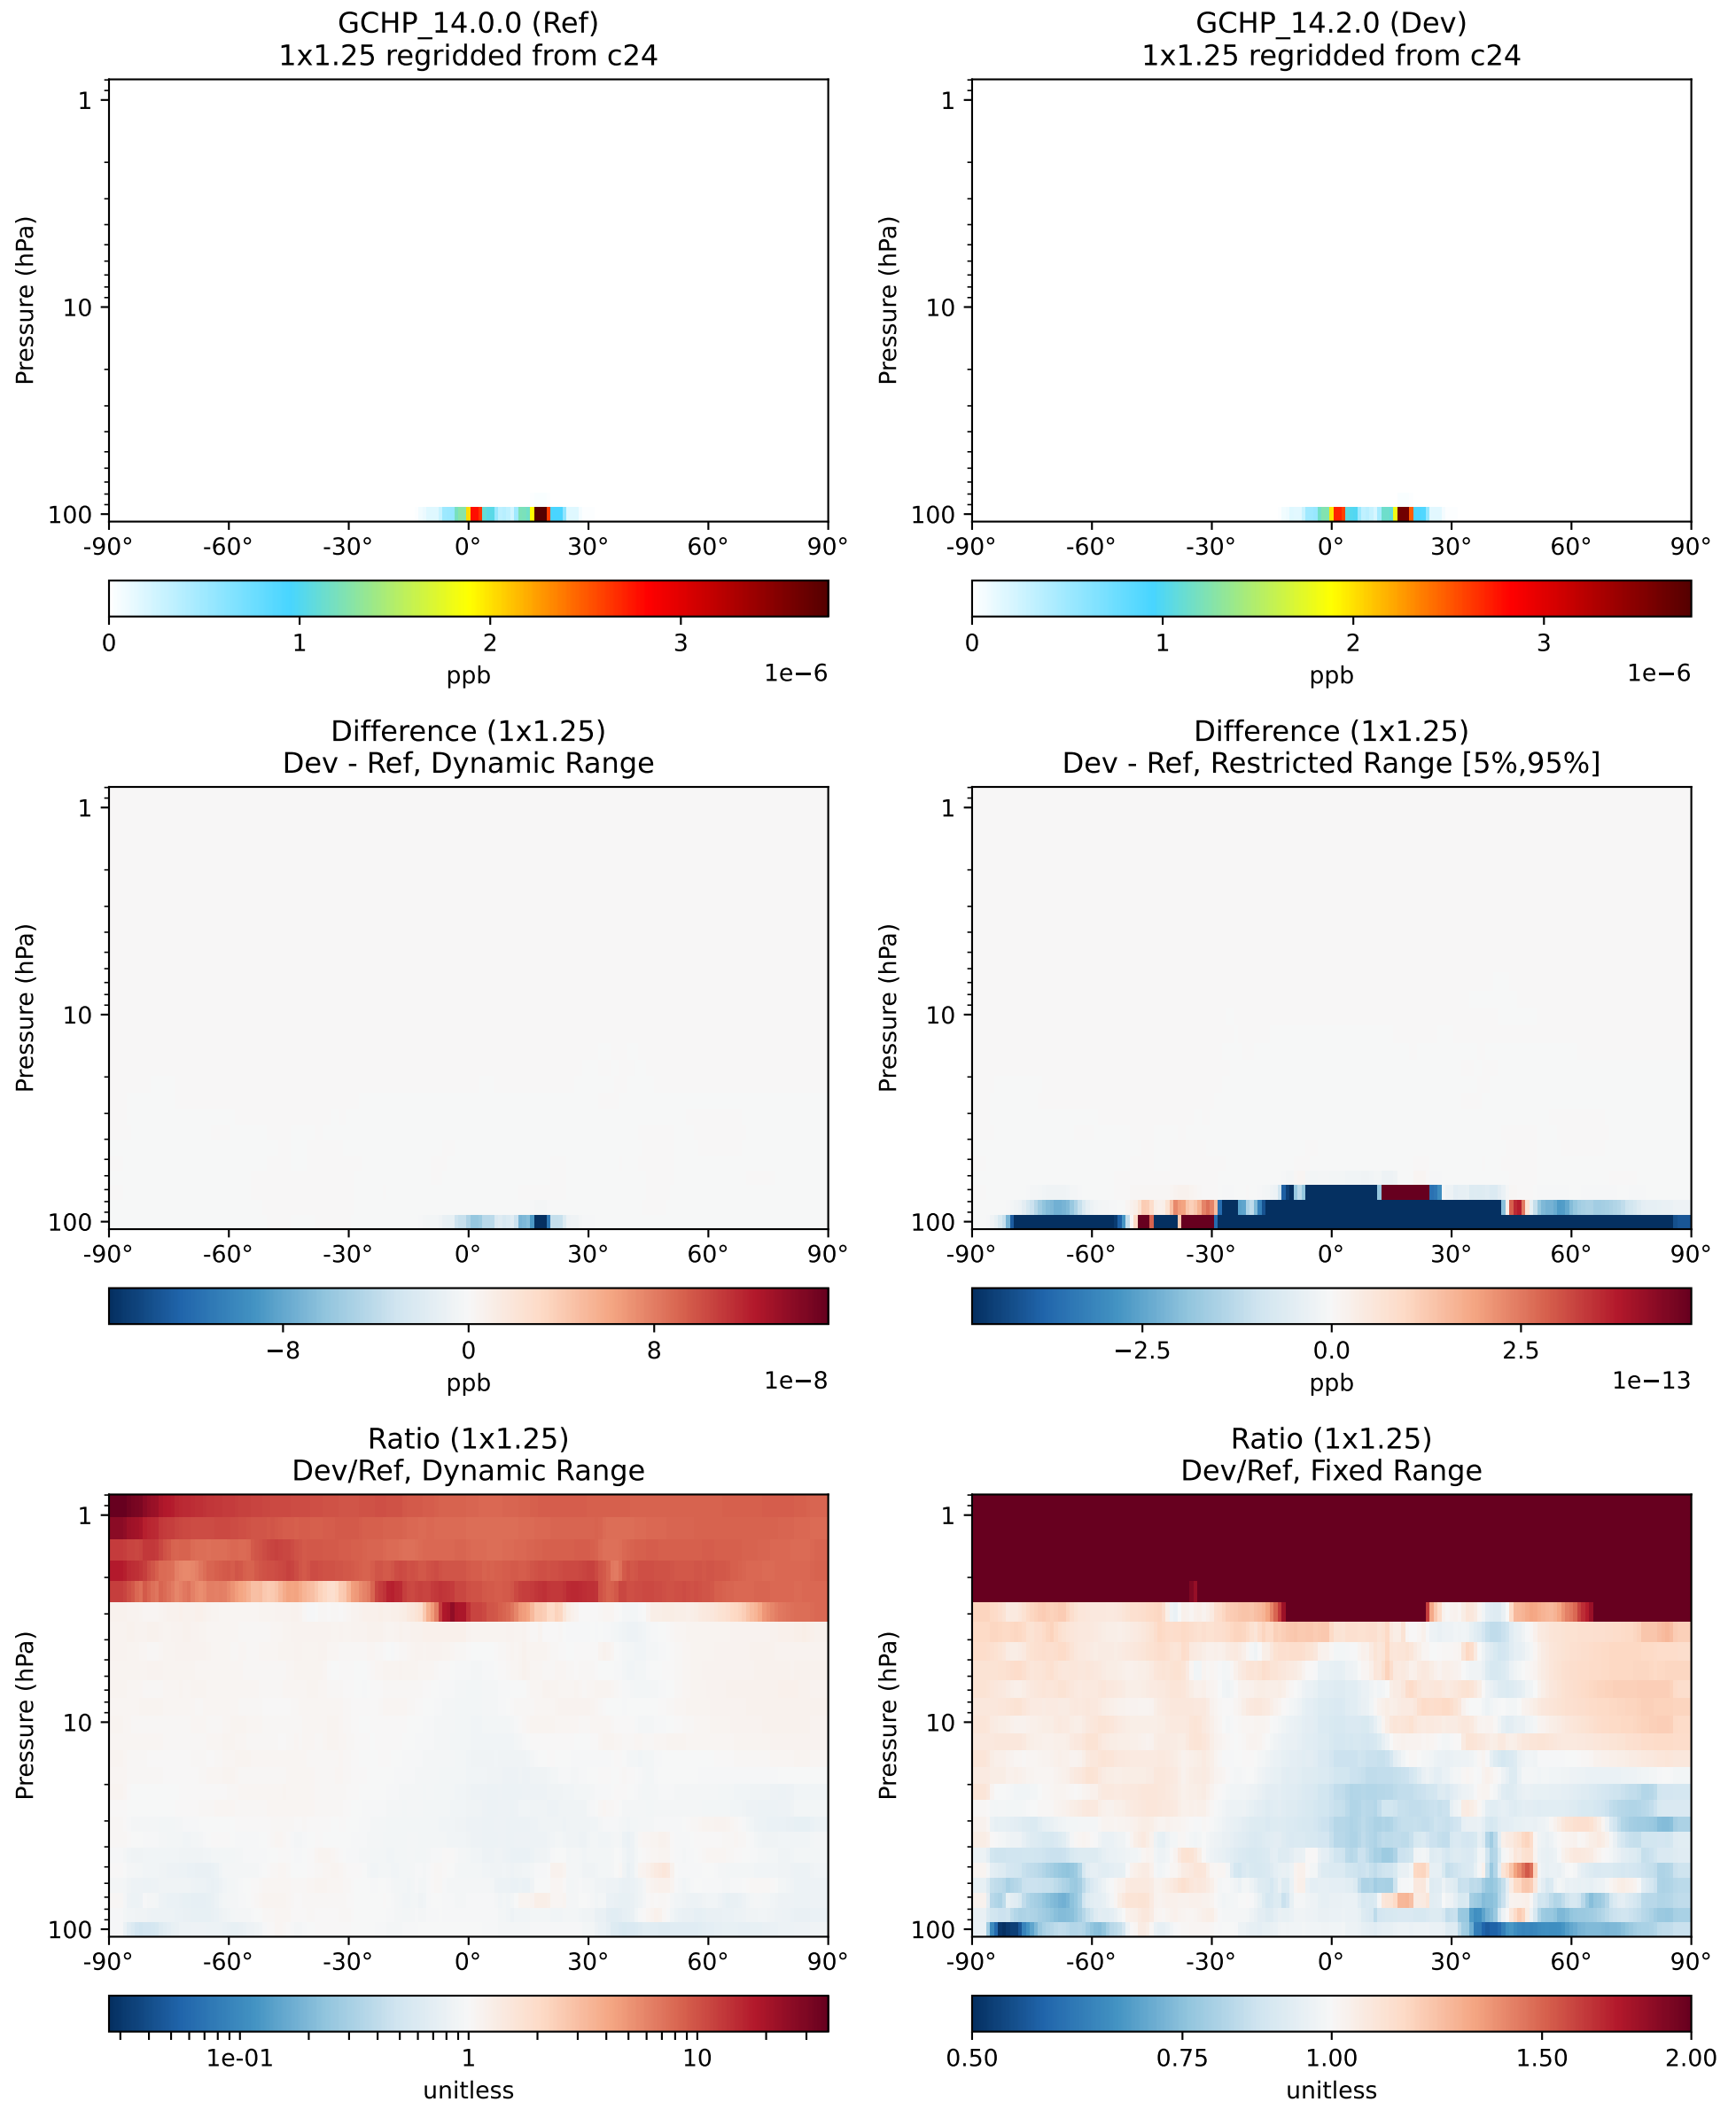 GCHP_14.0.0 (Ref)
1x1.25 regridded from c24
GCHP_14.2.0 (Dev)
1x1.25 regridded from c24
Pressure (hPa)
1
10
100
-90° -60° -30° 0° 30° 60° 90°
0 1 2 3
ppb
1e−6
Pressure (hPa)
1
10
100
-90° -60° -30° 0° 30° 60° 90°
0 1 2 3
ppb
1e−6
Difference (1x1.25)
Dev - Ref, Dynamic Range
Difference (1x1.25)
Dev - Ref, Restricted Range [5%,95%]
Pressure (hPa)
1
10
100
-90° -60° -30° 0° 30° 60° 90°
−8 0 8
ppb
1e−8
Pressure (hPa)
1
10
100
-90° -60° -30° 0° 30° 60° 90°
−2.5 0.0 2.5
ppb
1e−13
Ratio (1x1.25)
Dev/Ref, Dynamic Range
Ratio (1x1.25)
Dev/Ref, Fixed Range
Pressure (hPa)
1
10
100
-90° -60° -30° 0° 30° 60° 90°
1e-01 1 10
unitless
Pressure (hPa)
1
10
100
-90° -60° -30° 0° 30° 60° 90°
0.50 0.75 1.00 1.50 2.00
unitless